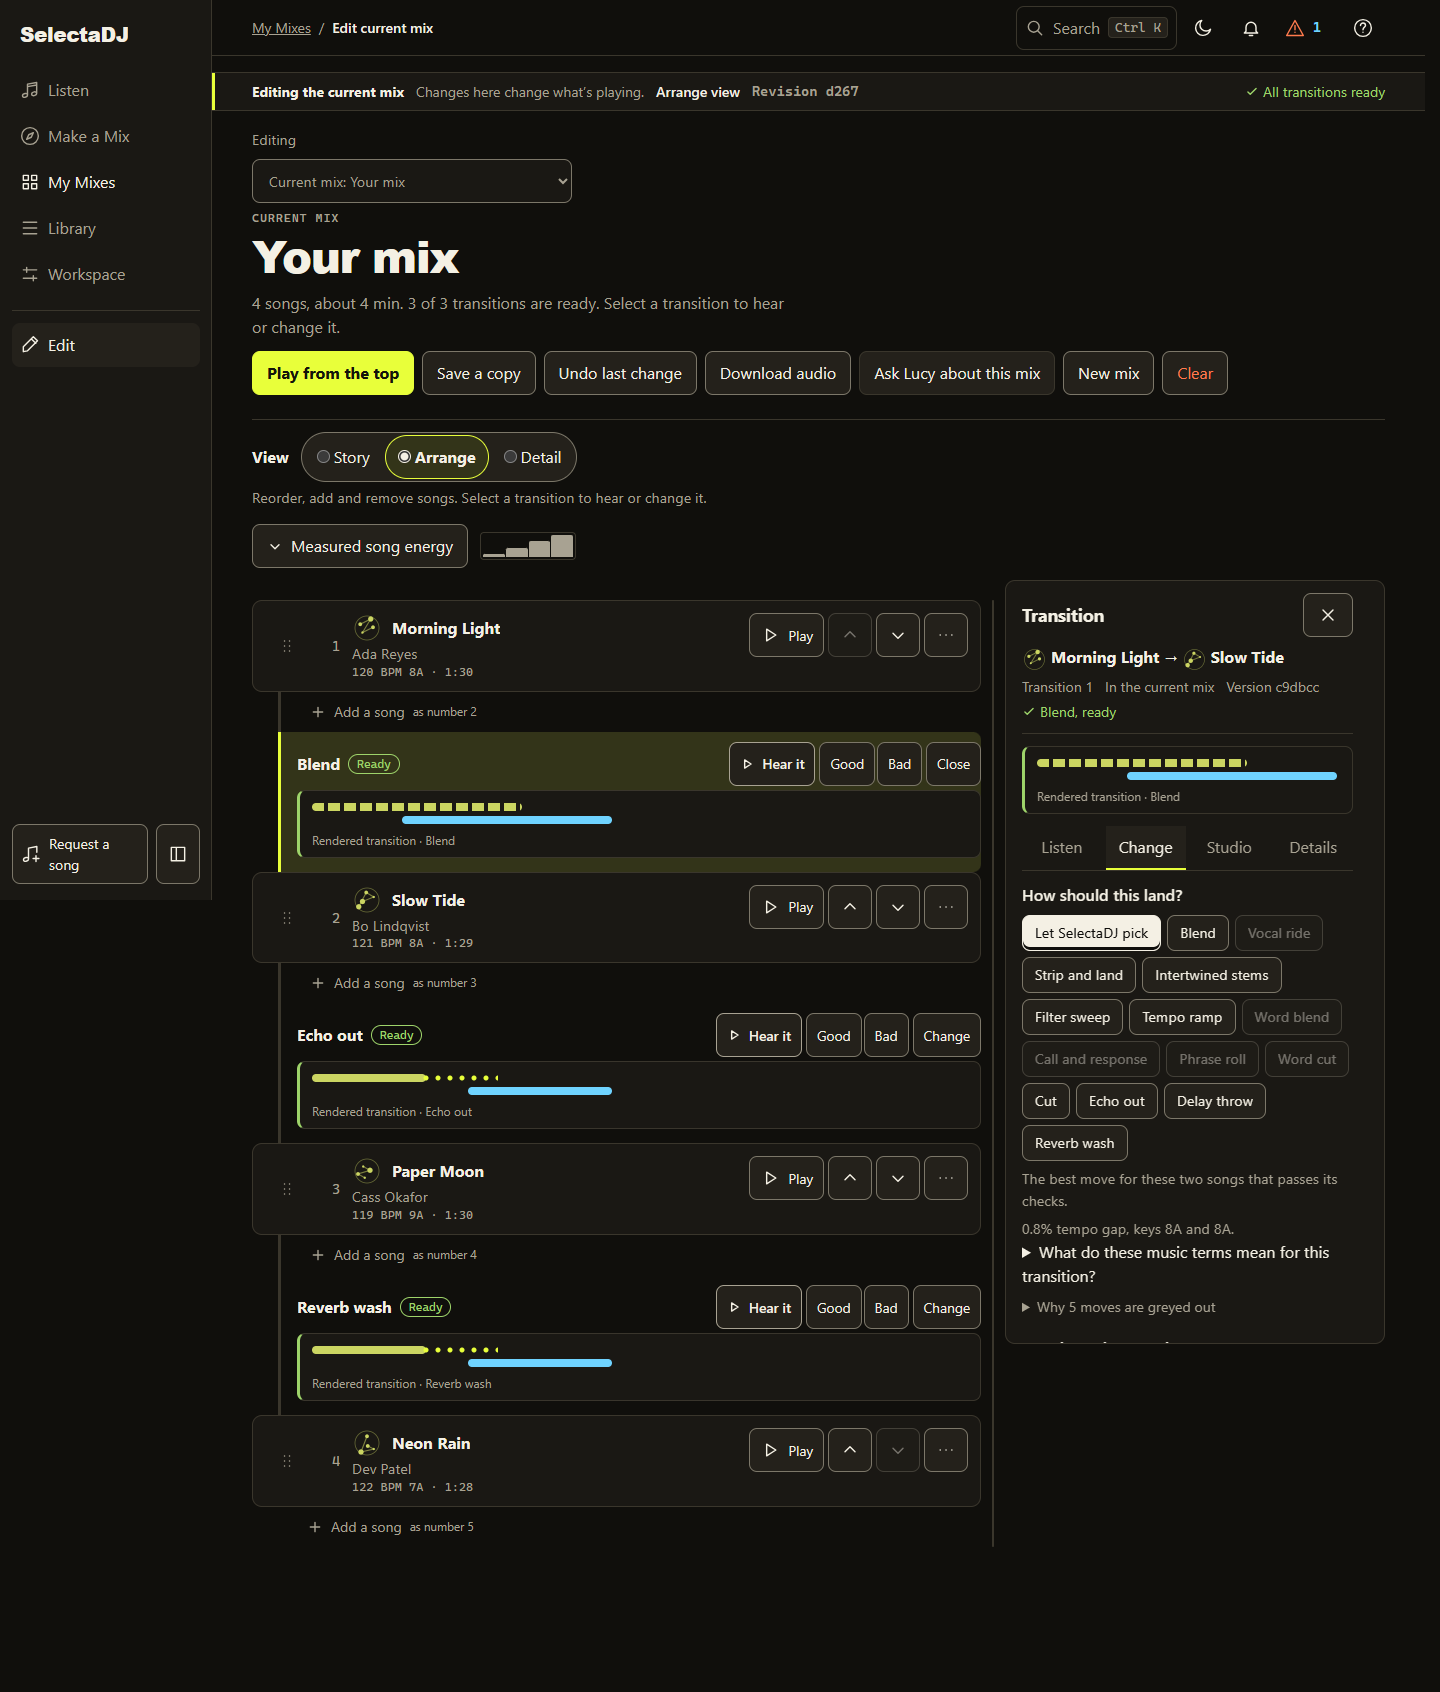 SelectaDJ
Listen
Make a Mix
My Mixes
Library
Workspace
Edit
Request a
song
My Mixes / Edit current mix
Search Ctrl K
1
Editing the current mix Changes here change what's playing. Arrange view Revision d267
All transitions ready
Editing
Current mix: Your mix
CURRENT MIX
Your mix
4 songs, about 4 min. 3 of 3 transitions are ready. Select a transition to hear
or change it.
Play from the top
Save a copy
Undo last change
Download audio
Ask Lucy about this mix
New mix
Clear
View Story Arrange Detail
Reorder, add and remove songs. Select a transition to hear or change it.
Measured song energy
1 Morning Light
Ada Reyes
120 BPM 8A · 1:30
Play
Add a song as number 2
Blend Ready
Hear it Good Bad Close
Rendered transition · Blend
2 Slow Tide
Bo Lindqvist
121 BPM 8A · 1:29
Play
Add a song as number 3
Echo out Ready
Hear it Good Bad Change
Rendered transition · Echo out
3 Paper Moon
Cass Okafor
119 BPM 9A · 1:30
Play
Add a song as number 4
Reverb wash Ready
Hear it Good Bad Change
Rendered transition · Reverb wash
4 Neon Rain
Dev Patel
122 BPM 7A · 1:28
Play
Add a song as number 5
Transition
Morning Light → Slow Tide
Transition 1 In the current mix Version c9dbcc
Blend, ready
Rendered transition · Blend
Listen Change Studio Details
How should this land?
Let SelectaDJ pick Blend Vocal ride
Strip and land Intertwined stems
Filter sweep Tempo ramp Word blend
Call and response Phrase roll Word cut
Cut Echo out Delay throw
Reverb wash
The best move for these two songs that passes its
checks.
0.8% tempo gap, keys 8A and 8A.
What do these music terms mean for this
transition?
Why 5 moves are greyed out